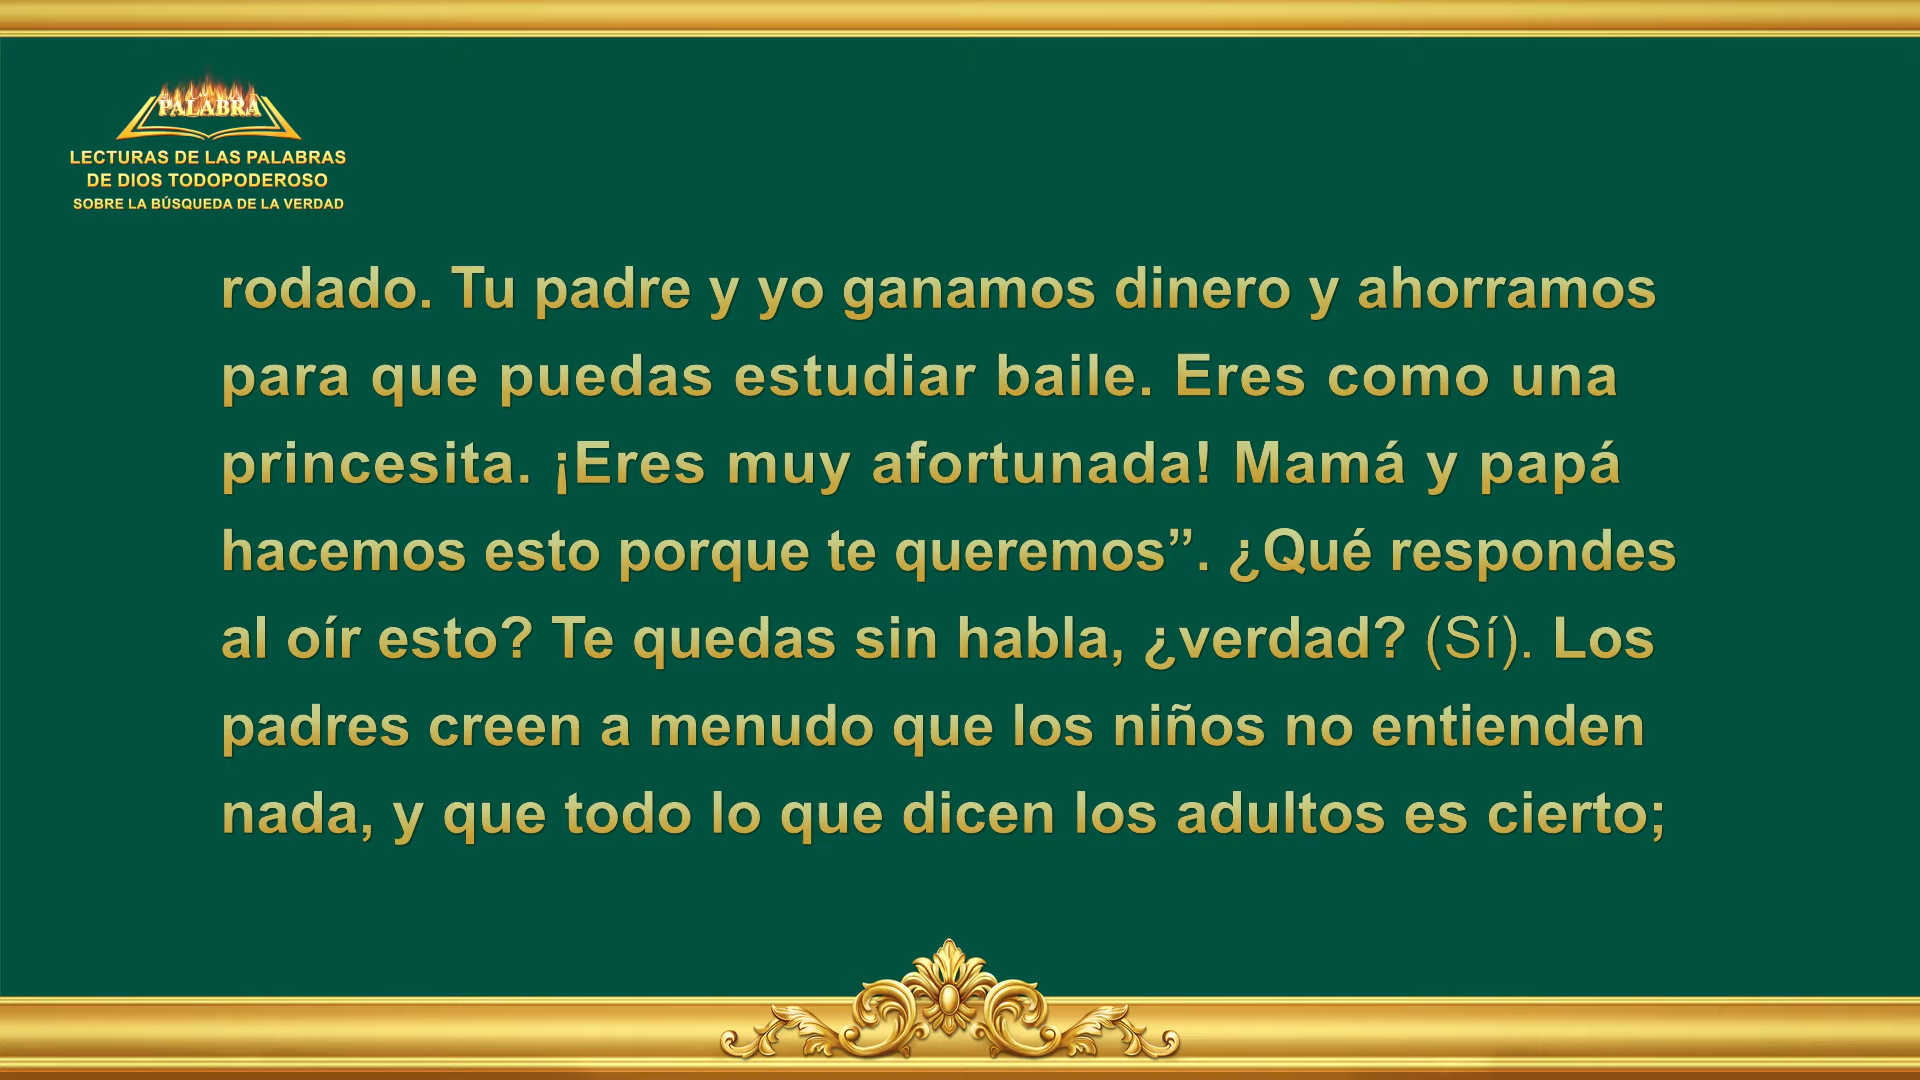 PALABRA
LECTURAS DE LAS PALABRAS
DE DIOS TODOPODEROSO
SOBRE LA BÚSQUEDA DE LA VERDAD
rodado. Tu padre y yo ganamos dinero y ahorramos
para que puedas estudiar baile. Eres como una
princesita. ¡Eres muy afortunada! Mamá y papá
hacemos esto porque te queremos”. ¿Qué respondes
al oír esto? Te quedas sin habla, ¿verdad? (Sí). Los
padres creen a menudo que los niños no entienden
nada, y que todo lo que dicen los adultos es cierto;